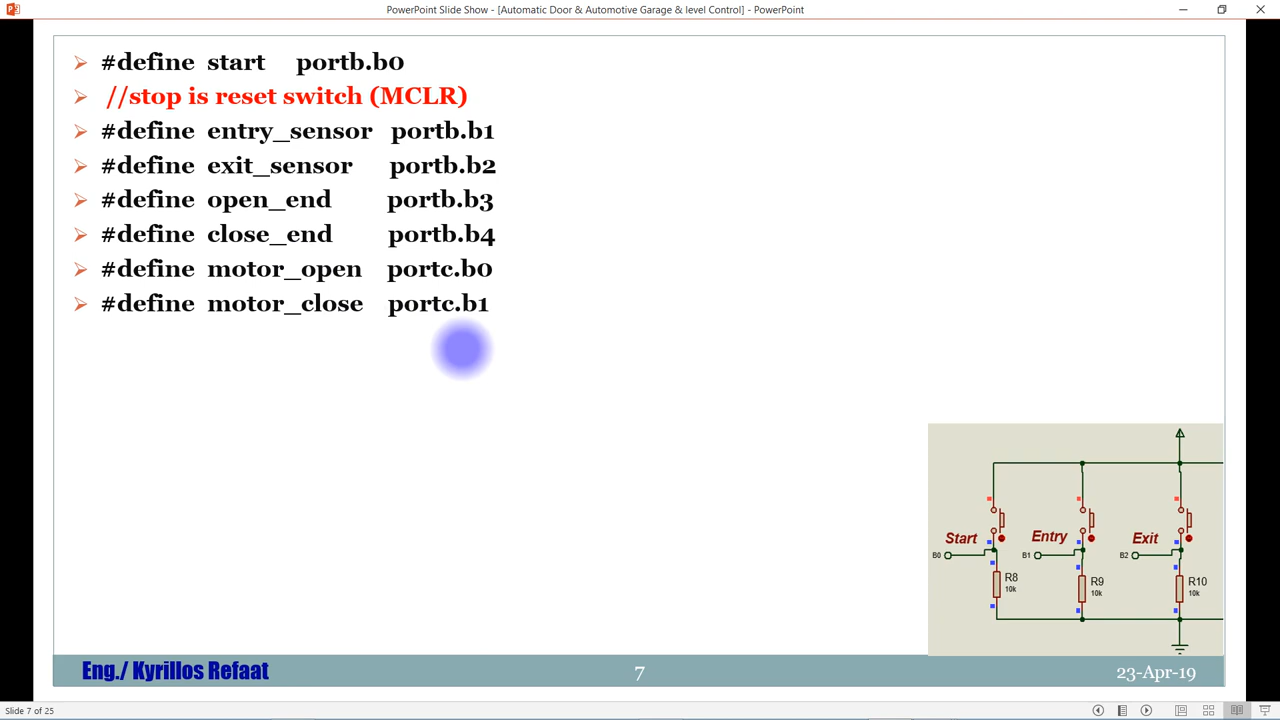 PowerPoint Slide Show - [Automatic Door & Automotive Garage & level Control] - PowerPoint
#define start portb.b0
//stop is reset switch (MCLR)
#define entry_sensor portb.b1
#define exit_sensor portb.b2
#define open_end portb.b3
#define close_end portb.b4
#define motor_open portc.b0
#define motor_close portc.b1
Start Entry Exit
B0 B1 B2
R8 R9 R10
10k 10k 10k
Eng./ Kyrillos Refaat 7 23-Apr-19
Slide 7 of 25